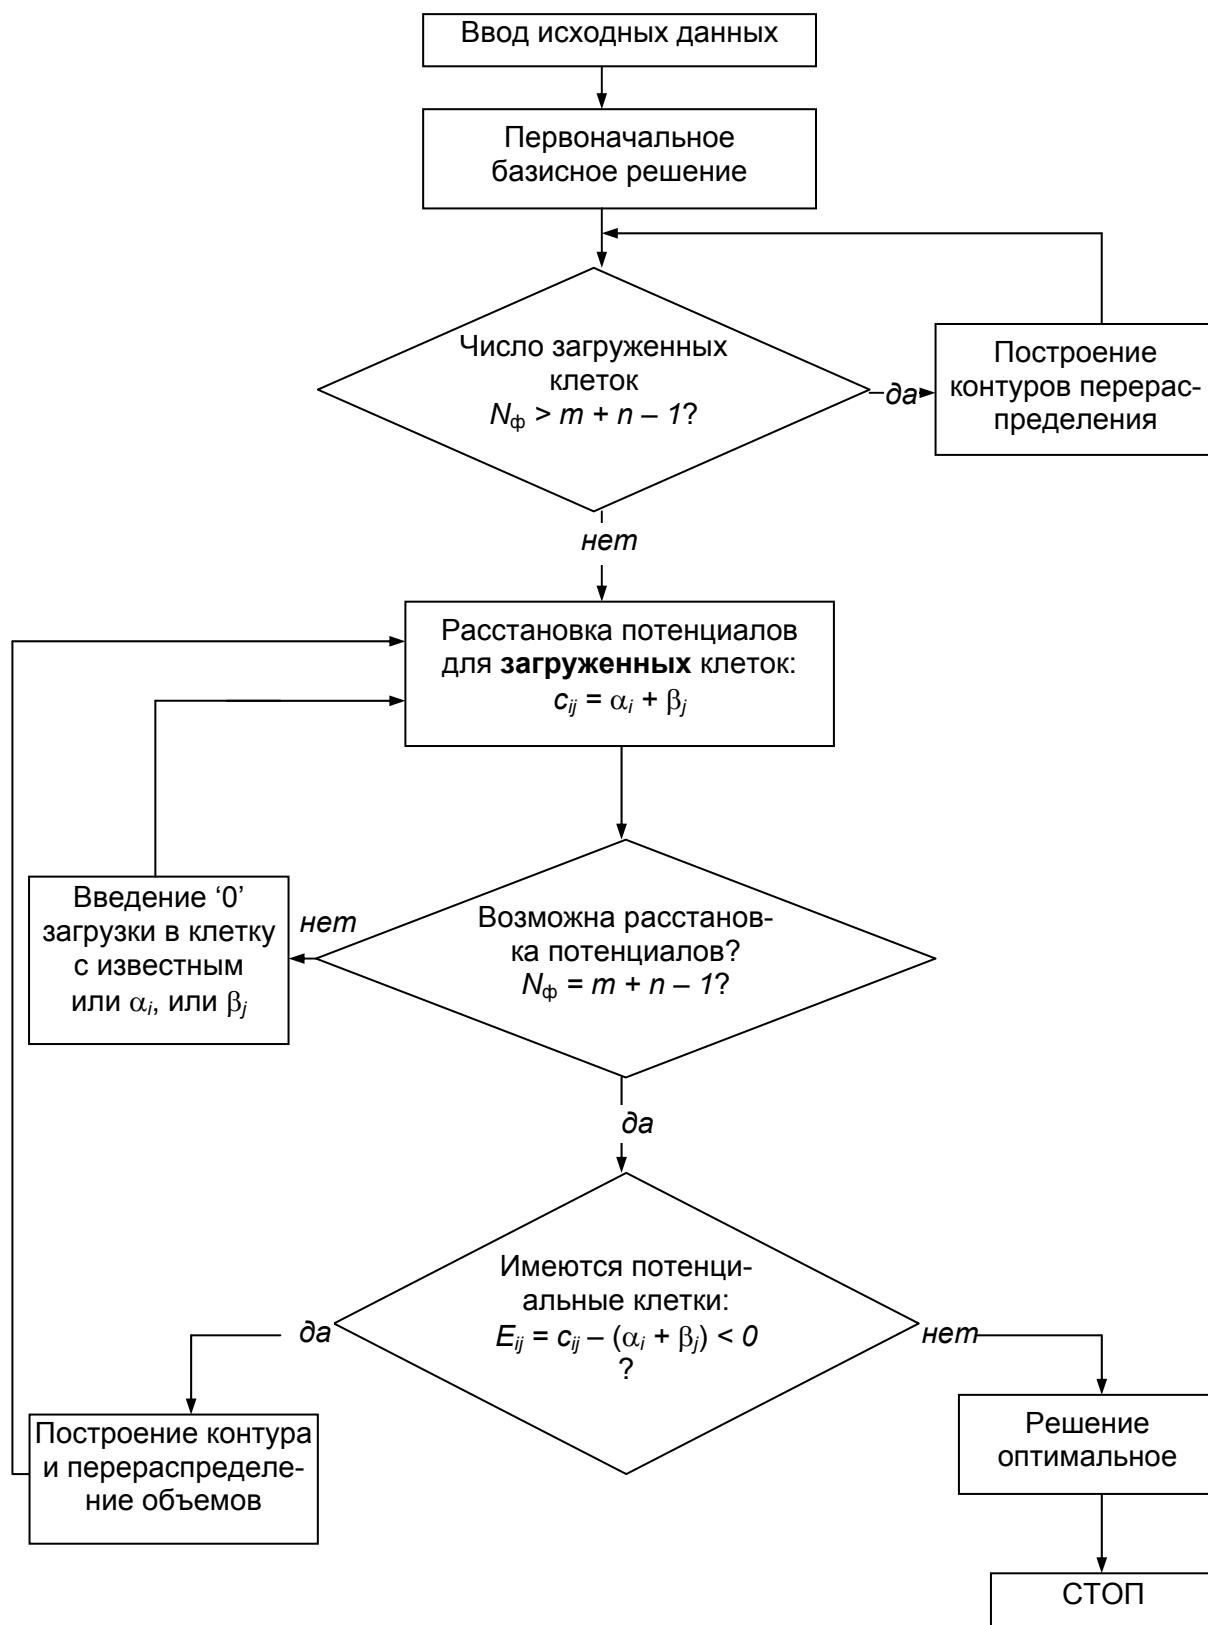 Ввод исходных данных
Первоначальное
базисное решение
Число загруженных
клеток
Nф > m + n – 1?
да
Построение
контуров перерас-
пределения
нет
Расстановка потенциалов
для загруженных клеток:
cij = αi + βj
Введение ‘0’
загрузки в клетку
с известным
или αi, или βj
нет
Возможна расстанов-
ка потенциалов?
Nф = m + n – 1?
да
Имеются потенци-
альные клетки:
Eij = cij – (αi + βj) < 0
?
да
нет
Построение контура
и перераспределе-
ние объемов
Решение
оптимальное
СТОП